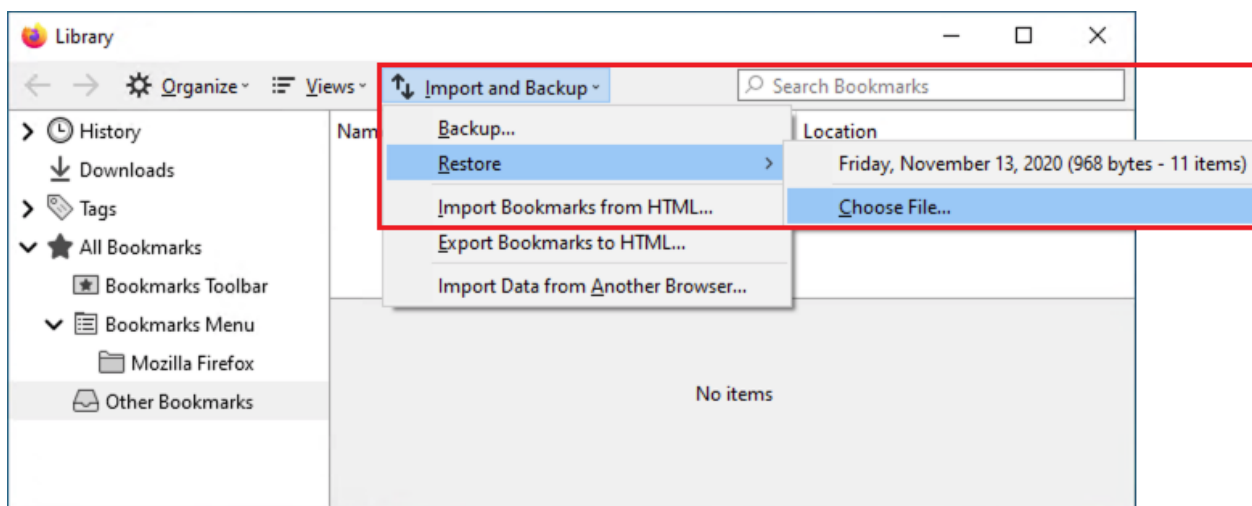 Library
Organize Views Import and Backup Search Bookmarks
History
Downloads
Tags
All Bookmarks
Bookmarks Toolbar
Bookmarks Menu
Mozilla Firefox
Other Bookmarks
Nam Location
Backup...
Restore
Import Bookmarks from HTML...
Export Bookmarks to HTML...
Import Data from Another Browser...
Friday, November 13, 2020 (968 bytes - 11 items)
Choose File...
No items